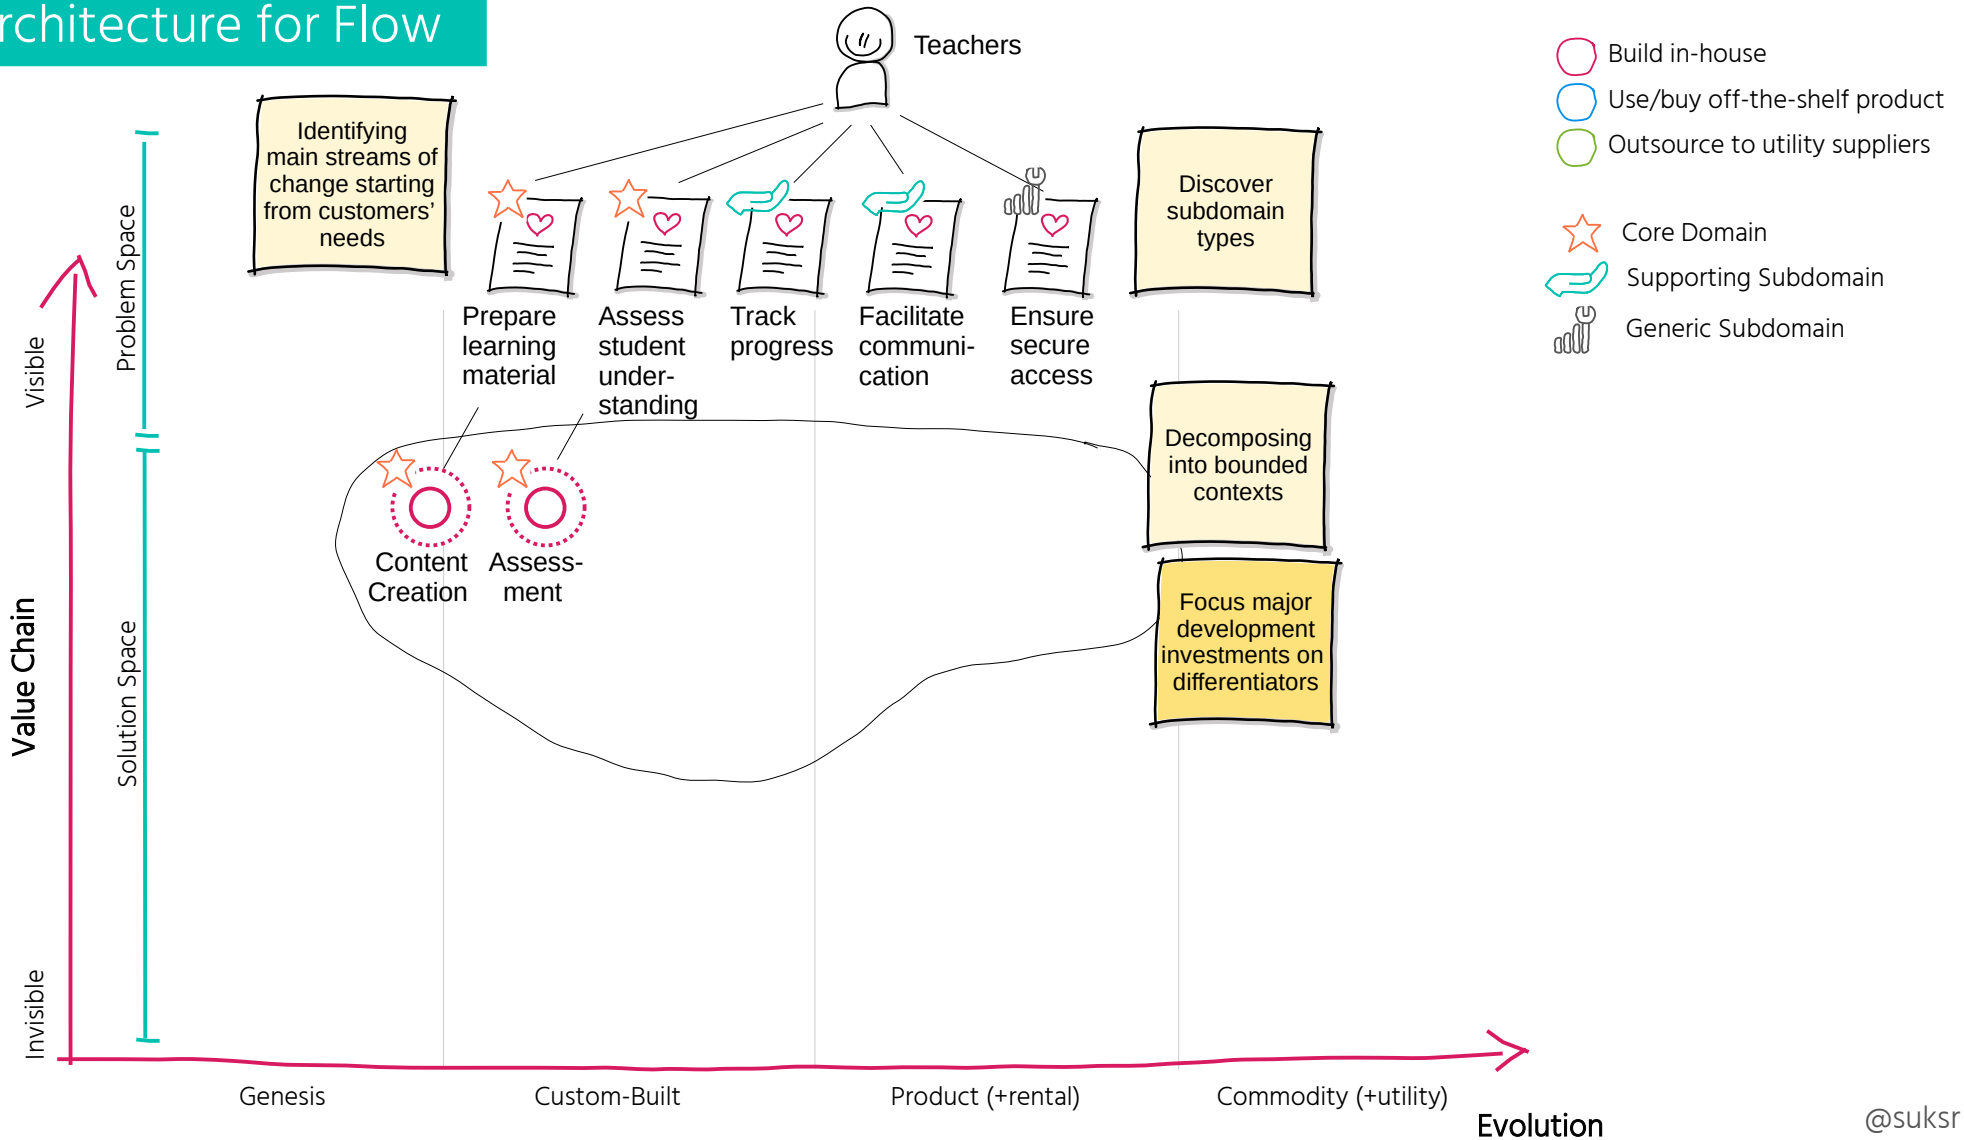 rchitecture for Flow
Teachers
Build in-house
Use/buy off-the-shelf product
Outsource to utility suppliers
Core Domain
Supporting Subdomain
Generic Subdomain
Identifying
main streams of
change starting
from customers’
needs
Discover
subdomain
types
Prepare
learning
material
Assess
student
under-
standing
Track
progress
Facilitate
communi-
cation
Ensure
secure
access
Decomposing
into bounded
contexts
Focus major
development
investments on
differentiators
Content
Creation
Assess-
ment
Problem Space
Solution Space
Visible
Value Chain
Invisible
Genesis
Custom-Built
Product (+rental)
Commodity (+utility)
Evolution
@suksr